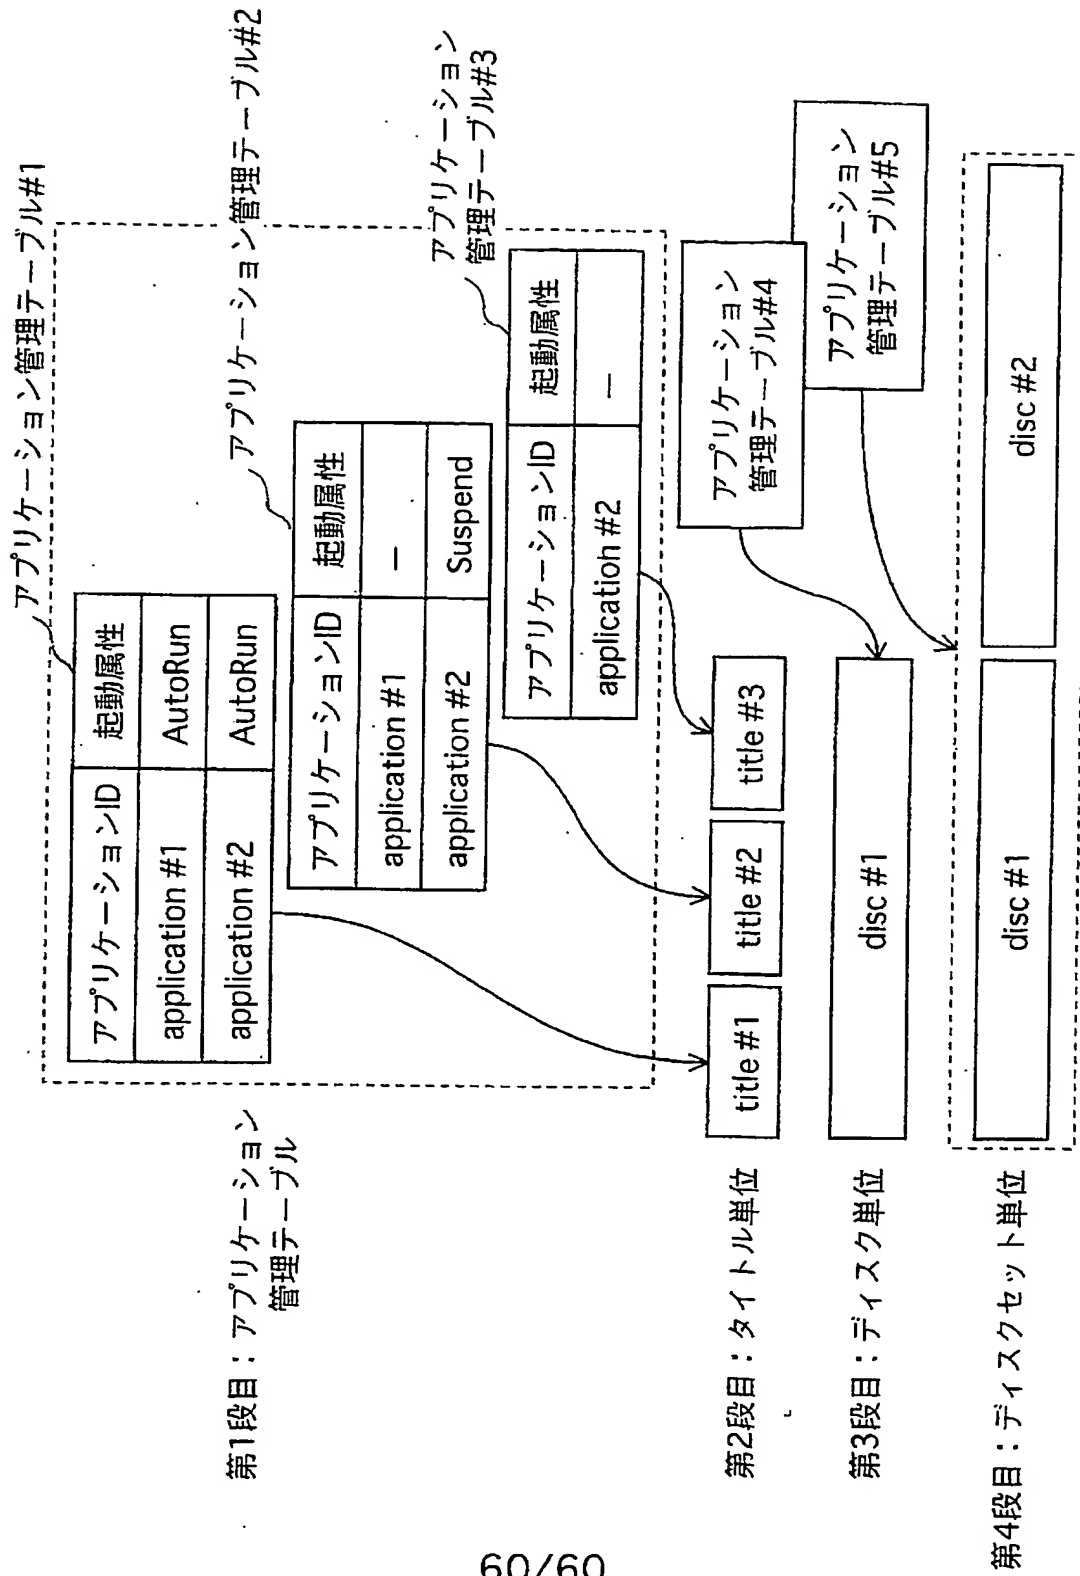 アプリケーション管理テーブル#1
アプリケーション管理テーブル#2
アプリケーション
管理テーブル#3
第1段目：アプリケーション
管理テーブル
アプリケーションID 起動属性
application #1 AutoRun
application #2 AutoRun
アプリケーションID 起動属性
application #1 —
application #2 Suspend
アプリケーションID 起動属性
application #2 —
アプリケーション
管理テーブル#4
アプリケーション
管理テーブル#5
第2段目：タイトル単位
title #1 title #2 title #3
第3段目：ディスク単位
disc #1
第4段目：ディスクセット単位
disc #1 disc #2
60/60